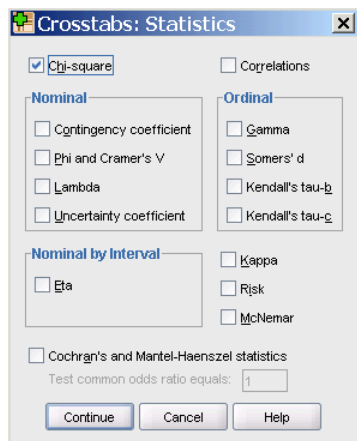 Crosstabs: Statistics
Chi-square
Correlations
Nominal
Contingency coefficient
Phi and Cramer's V
Lambda
Uncertainty coefficient
Ordinal
Gamma
Somers' d
Kendall's tau-b
Kendall's tau-c
Nominal by Interval
Eta
Kappa
Risk
McNemar
Cochran's and Mantel-Haenszel statistics
Test common odds ratio equals: 1
Continue Cancel Help